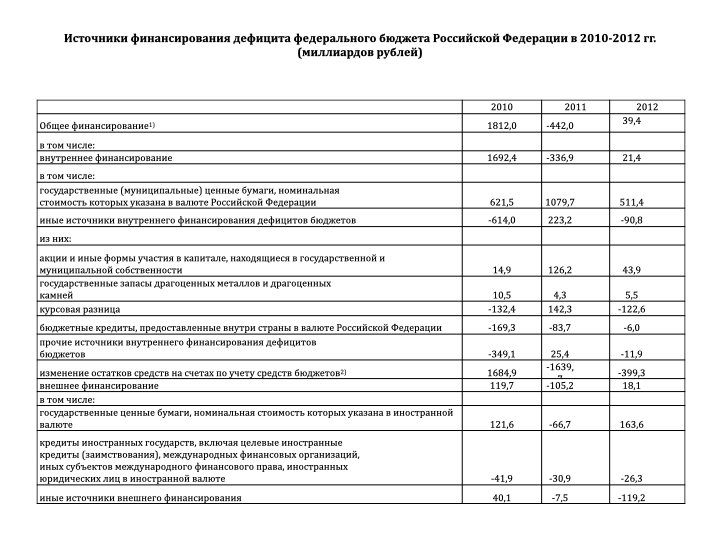 Источники финансирования дефицита федерального бюджета Российской Федерации в 2010-2012 гг.
(миллиардов рублей)
2010 2011 2012
Общее финансирование1) 1812,0 -442,0 39,4
в том числе:
внутреннее финансирование 1692,4 -336,9 21,4
в том числе:
государственные (муниципальные) ценные бумаги, номинальная
стоимость которых указана в валюте Российской Федерации 621,5 1079,7 511,4
иные источники внутреннего финансирования дефицитов бюджетов -614,0 223,2 -90,8
из них:
акции и иные формы участия в капитале, находящиеся в государственной и
муниципальной собственности 14,9 126,2 43,9
государственные запасы драгоценных металлов и драгоценных
камней 10,5 4,3 5,5
курсовая разница -132,4 142,3 -122,6
бюджетные кредиты, предоставленные внутри страны в валюте Российской Федерации -169,3 -83,7 -6,0
прочие источники внутреннего финансирования дефицитов
бюджетов -349,1 25,4 -11,9
изменение остатков средств на счетах по учету средств бюджетов2) 1684,9 -1639, -399,3
внешнее финансирование 119,7 -105,2 18,1
в том числе:
государственные ценные бумаги, номинальная стоимость которых указана в иностранной
валюте 121,6 -66,7 163,6
кредиты иностранных государств, включая целевые иностранные
кредиты (заимствования), международных финансовых организаций,
иных субъектов международного финансового права, иностранных
юридических лиц в иностранной валюте -41,9 -30,9 -26,3
иные источники внешнего финансирования 40,1 -7,5 -119,2